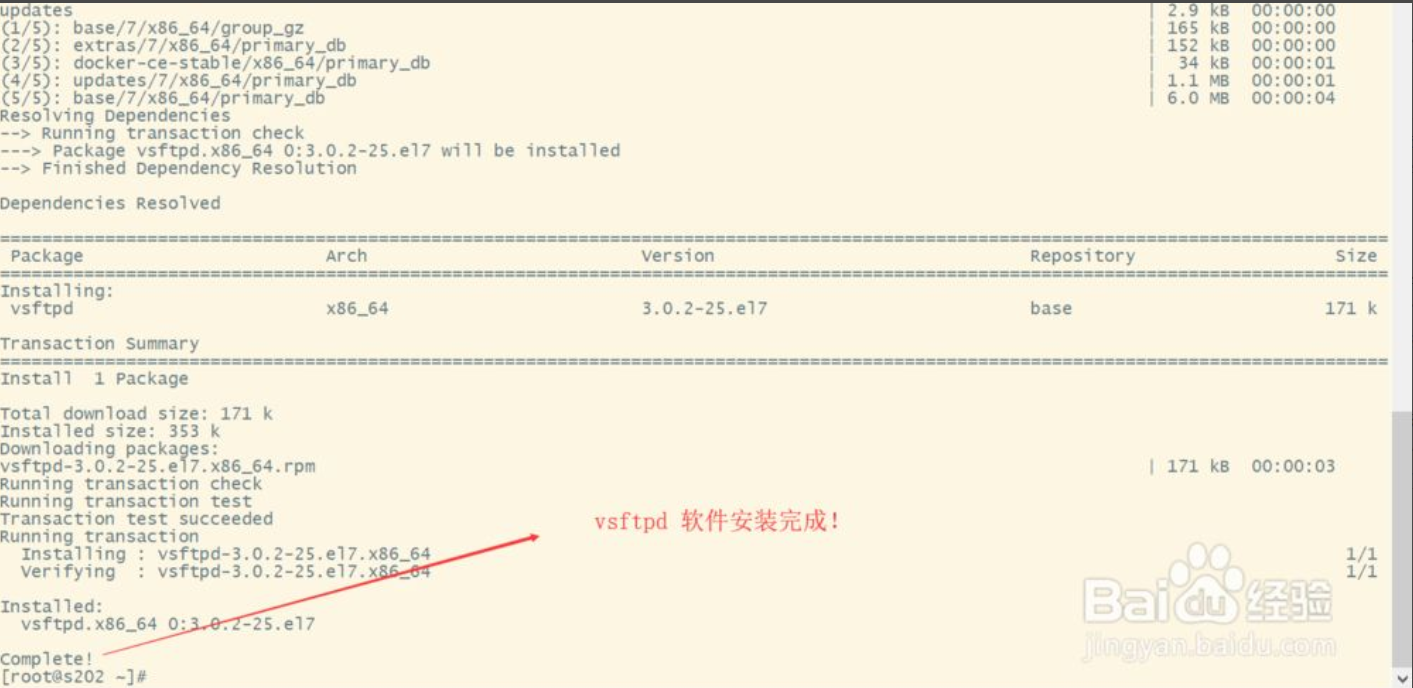 updates | 2.9 kB 00:00:00
(1/5): base/7/x86_64/group_gz | 165 kB 00:00:00
(2/5): extras/7/x86_64/primary_db | 152 kB 00:00:00
(3/5): docker-ce-stable/x86_64/primary_db | 34 kB 00:00:01
(4/5): updates/7/x86_64/primary_db | 1.1 MB 00:00:01
(5/5): base/7/x86_64/primary_db | 6.0 MB 00:00:04
Resolving Dependencies
--> Running transaction check
---> Package vsftpd.x86_64 0:3.0.2-25.el7 will be installed
--> Finished Dependency Resolution
Dependencies Resolved
Package Arch Version Repository Size
Installing:
vsftpd x86_64 3.0.2-25.el7 base 171 k
Transaction Summary
Install 1 Package
Total download size: 171 k
Installed size: 353 k
Downloading packages:
vsftpd-3.0.2-25.el7.x86_64.rpm | 171 kB 00:00:03
Running transaction check
Running transaction test
Transaction test succeeded
Running transaction
Installing : vsftpd-3.0.2-25.el7.x86_64 1/1
Verifying : vsftpd-3.0.2-25.el7.x86_64 1/1
vsftpd 软件安装完成!
Installed:
vsftpd.x86_64 0:3.0.2-25.el7
Complete!
[root@s202 ~]#
Baidu 经验
jingyan.baidu.com